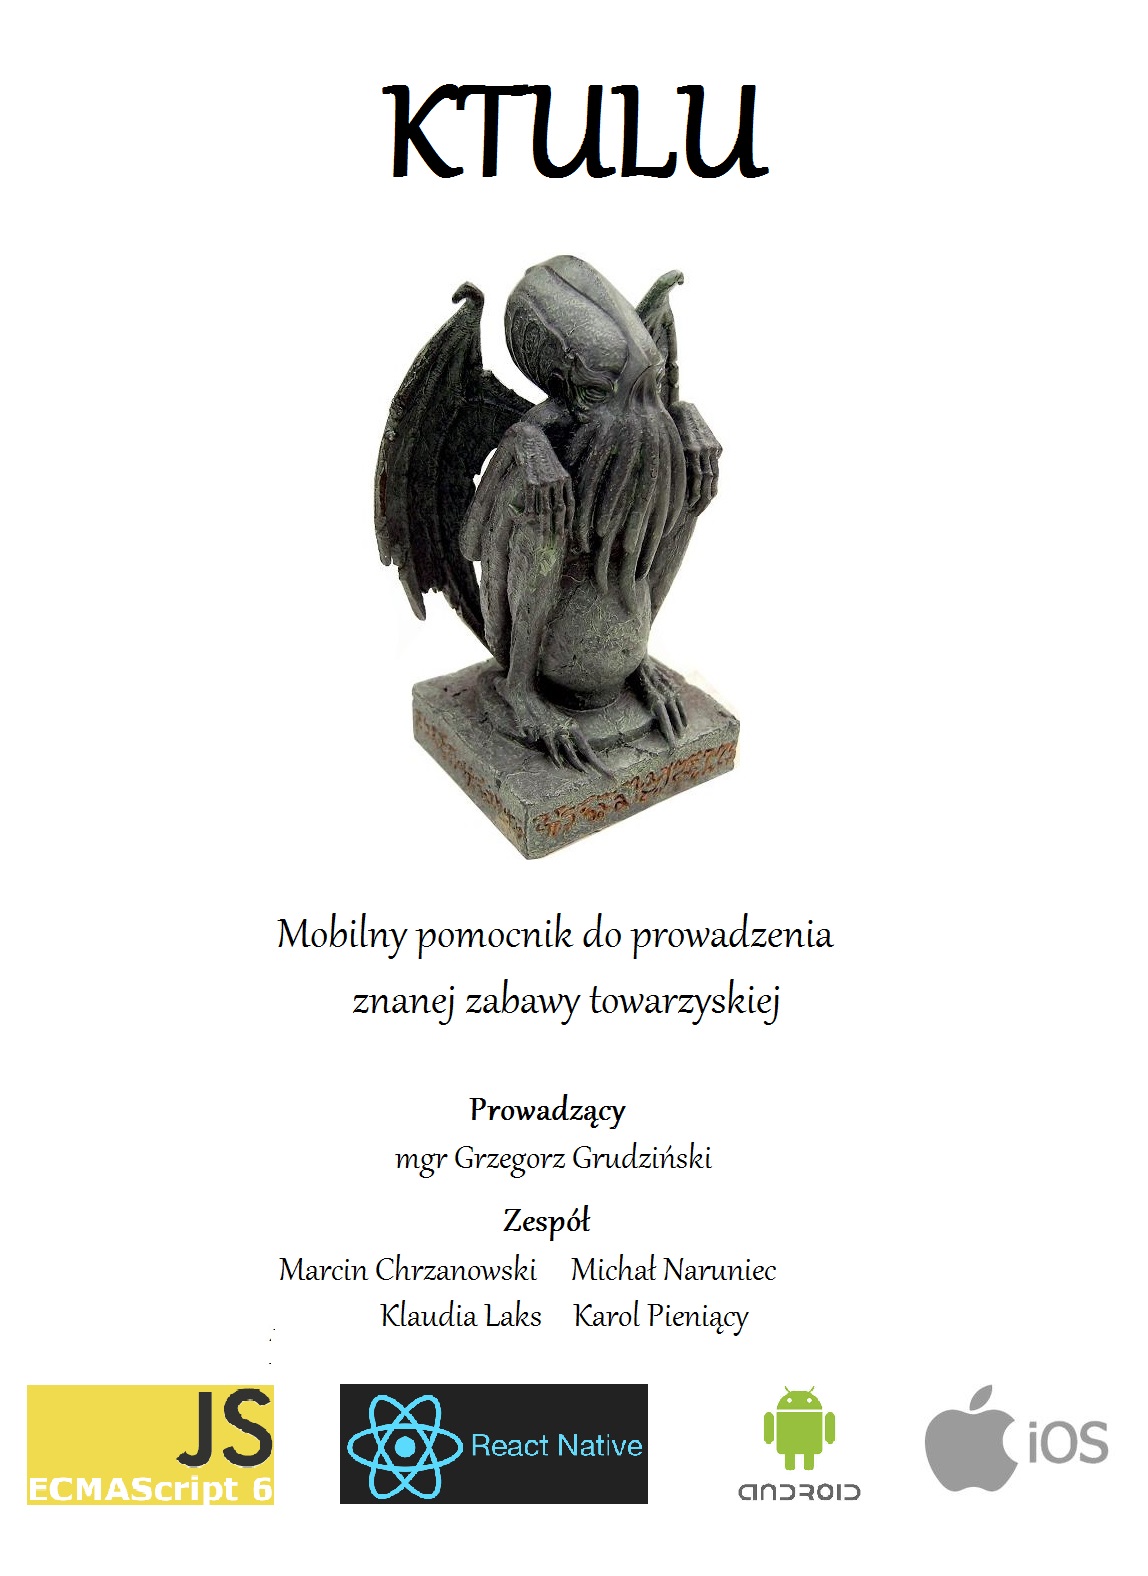 KTULU
Mobilny pomocnik do prowadzenia
znanej zabawy towarzyskiej
Prowadzący
mgr Grzegorz Grudziński
Zespół
Marcin Chrzanowski Michał Naruniec
Klaudia Laks Karol Pieniący
JS
ECMAScript 6
React Native
ANDROID
iOS